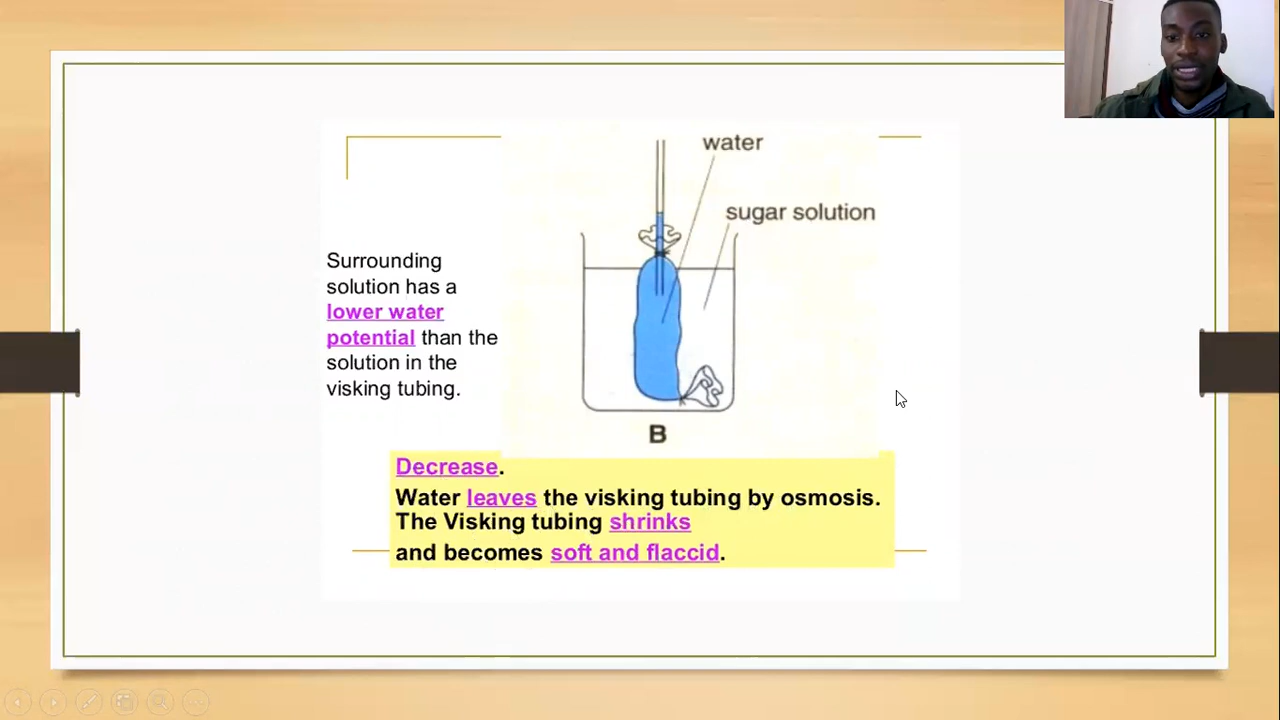 water
sugar solution
Surrounding
solution has a
lower water
potential than the
solution in the
visking tubing.
B
Decrease.
Water leaves the visking tubing by osmosis.
The Visking tubing shrinks
and becomes soft and flaccid.